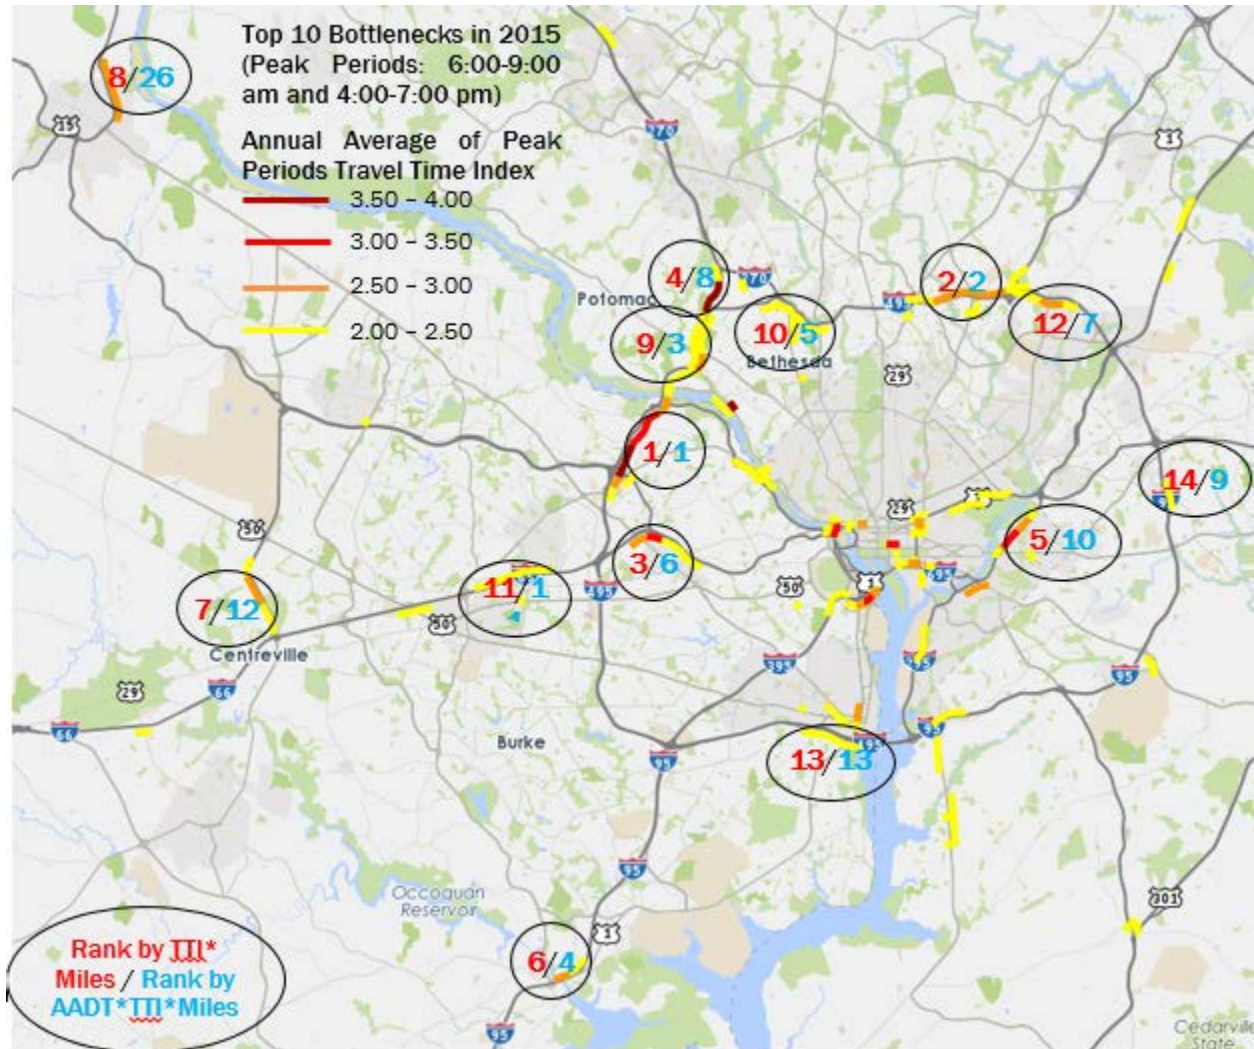 Top 10 Bottlenecks in 2015
(Peak Periods: 6:00-9:00
am and 4:00-7:00 pm)
Annual Average of Peak
Periods Travel Time Index
3.50 – 4.00
3.00 – 3.50
2.50 – 3.00
2.00 – 2.50
8/26
15
270
1
4/8
270
Potomac
2/2
495
9/3
10/5
12/7
Bethesda
29
1/1
14/9
50
29
3/6
5/10
11/1
495
50
1
7/12
50
Centreville
29
66
395
95
66
Burke
95
95
13/13
95
Occoquan
Reservoir
301
1
6/4
95
Rank by TTI*
Miles / Rank by
AADT*TTI*Miles
Cedarville
State